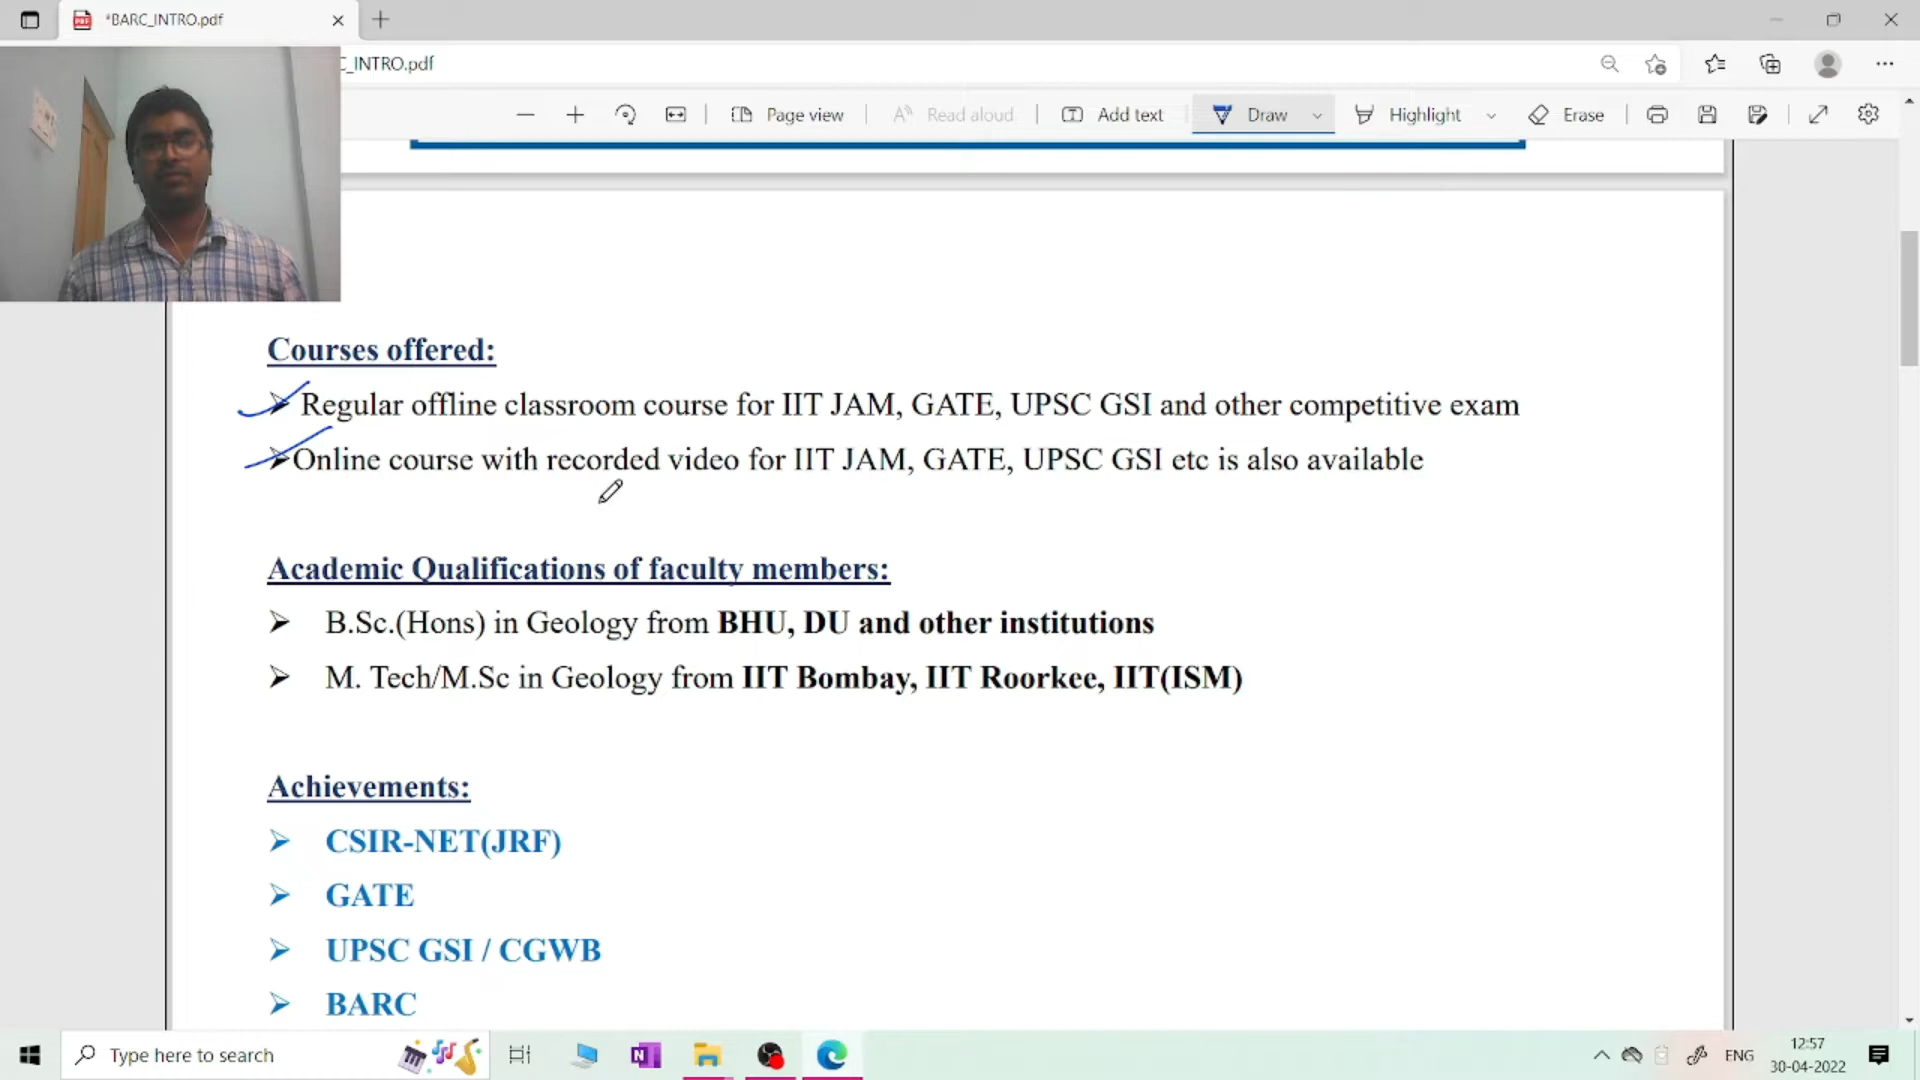 *BARC_INTRO.pdf
C_INTRO.pdf
Page view
Read aloud
Add text
Draw
Highlight
Erase
Courses offered:
➢ Regular offline classroom course for IIT JAM, GATE, UPSC GSI and other competitive exam
➢Online course with recorded video for IIT JAM, GATE, UPSC GSI etc is also available
Academic Qualifications of faculty members:
➢ B.Sc.(Hons) in Geology from BHU, DU and other institutions
➢ M. Tech/M.Sc in Geology from IIT Bombay, IIT Roorkee, IIT(ISM)
Achievements:
➢ CSIR-NET(JRF)
➢ GATE
➢ UPSC GSI / CGWB
➢ BARC
Type here to search
ENG
12:57
30-04-2022